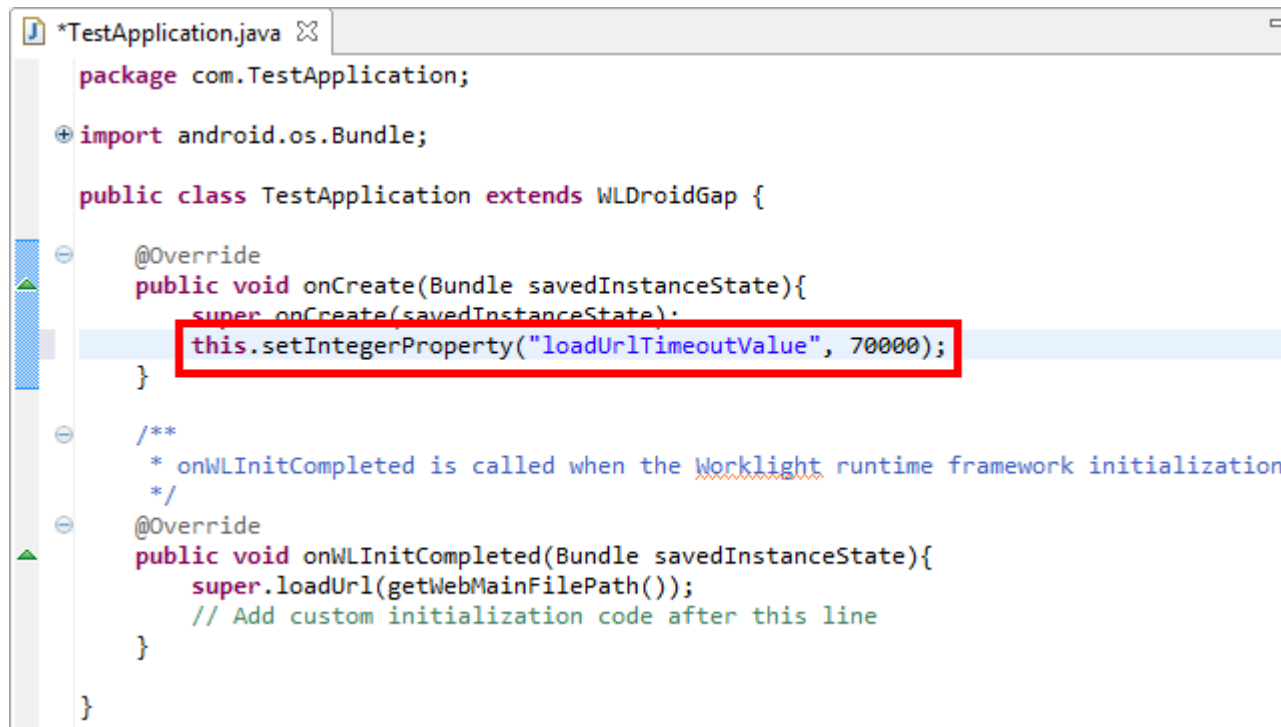 *TestApplication.java
package com.TestApplication;
import android.os.Bundle;
public class TestApplication extends WLDroidGap {
@Override
public void onCreate(Bundle savedInstanceState){
super.onCreate(savedInstanceState);
this.setIntegerProperty("loadUrlTimeoutValue", 70000);
}
/**
* onWLInitCompleted is called when the Worklight runtime framework initialization
*/
@Override
public void onWLInitCompleted(Bundle savedInstanceState){
super.loadUrl(getWebMainFilePath());
// Add custom initialization code after this line
}
}